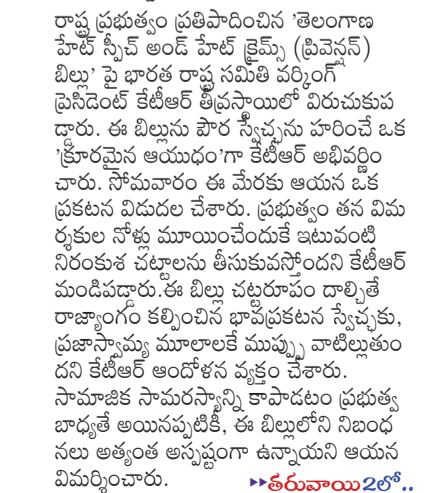 రాష్ట్ర ప్రభుత్వం ప్రతిపాదించిన 'తెలంగాణ
హేట్ స్పీచ్ అండ్ హేట్ క్రైమ్స్ (ప్రివెన్షన్)
బిల్లు' పై భారత రాష్ట్ర సమితి వర్కింగ్
ప్రెసిడెంట్ కేటీఆర్ తీవ్రస్థాయిలో విరుచుకుప
డ్డారు. ఈ బిల్లును పౌర స్వేచ్ఛను హరించే ఒక
'క్రూరమైన ఆయుధం'గా కేటీఆర్ అభివర్ణిం
చారు. సోమవారం ఈ మేరకు ఆయన ఒక
ప్రకటన విడుదల చేశారు. ప్రభుత్వం తన విమ
ర్శకుల నోళ్లు మూయించేందుకే ఇటువంటి
నిరంకుశ చట్టాలను తీసుకువస్తోందని కేటీఆర్
మండిపడ్డారు.ఈ బిల్లు చట్టరూపం దాల్చితే
రాజ్యాంగం కల్పించిన భావప్రకటన స్వేచ్ఛకు,
ప్రజాస్వామ్య మూలాలకే ముప్పు వాటిల్లుతుం
దని కేటీఆర్ ఆందోళన వ్యక్తం చేశారు.
సామాజిక సామరస్యాన్ని కాపాడటం ప్రభుత్వ
బాధ్యతే అయినప్పటికీ, ఈ బిల్లులోని నిబంధ
నలు అత్యంత అస్పష్టంగా ఉన్నాయని ఆయన
విమర్శించారు. ▸▸తరువాయి2లో..